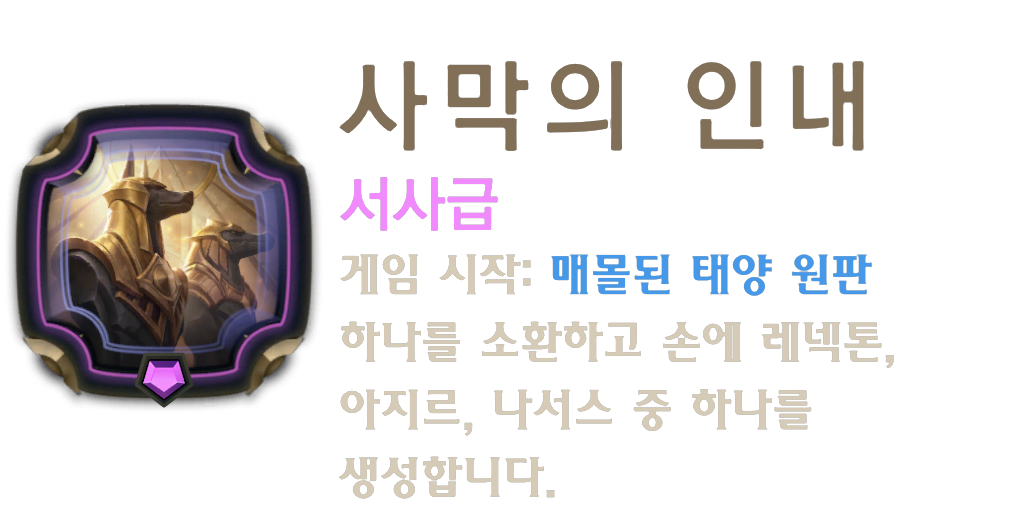 사막의 인내
서사급
게임 시작: 매몰된 태양 원판
하나를 소환하고 손에 레넥톤,
아지르, 나서스 중 하나를
생성합니다.